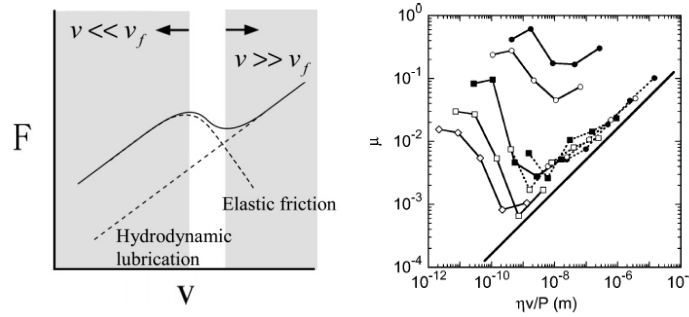 v << v_f
v >> v_f
F
Elastic friction
Hydrodynamic
lubrication
v
10^0
10^-1
10^-2
10^-3
10^-4
μ
10^-12
10^-10
10^-8
10^-6
10^-
ηv/P (m)